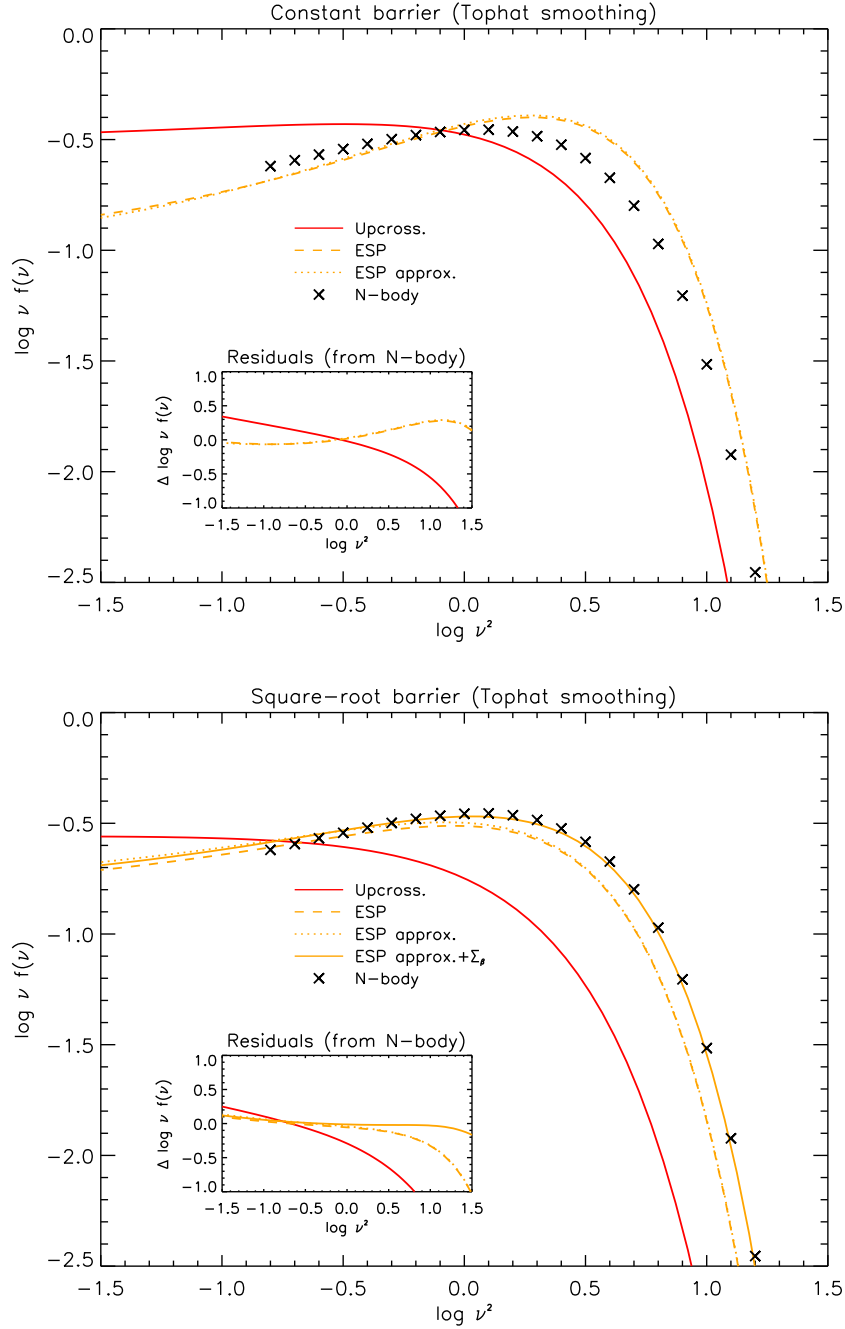 Constant barrier (Tophat smoothing)
0.0
−0.5
−1.0
−1.5
−2.0
−2.5
log ν f(ν)
Upcross.
ESP
ESP approx.
N−body
Residuals (from N−body)
1.0
0.5
0.0
−0.5
−1.0
Δ log ν f(ν)
−1.5 −1.0 −0.5 0.0 0.5 1.0 1.5
log ν²
−1.5 −1.0 −0.5 0.0 0.5 1.0 1.5
log ν²
Square−root barrier (Tophat smoothing)
0.0
−0.5
−1.0
−1.5
−2.0
−2.5
log ν f(ν)
Upcross.
ESP
ESP approx.
ESP approx.+Σᵦ
N−body
Residuals (from N−body)
1.0
0.5
0.0
−0.5
−1.0
Δ log ν f(ν)
−1.5 −1.0 −0.5 0.0 0.5 1.0 1.5
log ν²
−1.5 −1.0 −0.5 0.0 0.5 1.0 1.5
log ν²